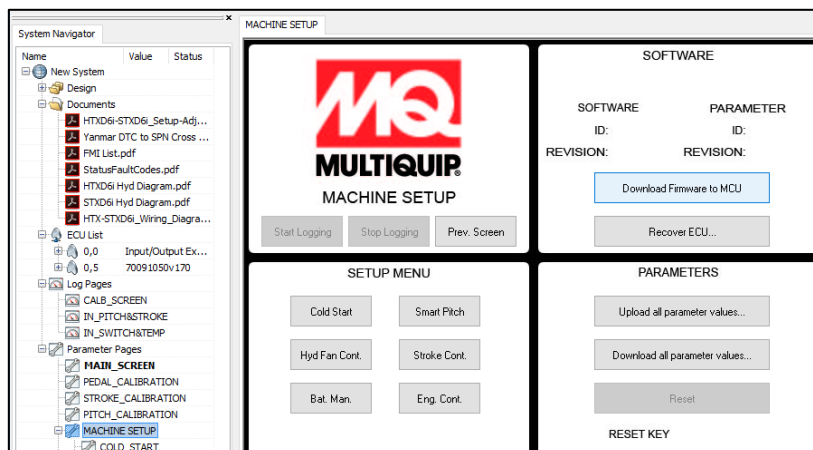 System Navigator
Name Value Status
New System
Design
Documents
HTXD6i-STXD6i_Setup-Adj...
Yanmar DTC to SPN Cross ...
FMI List.pdf
StatusFaultCodes.pdf
HTXD6i Hyd Diagram.pdf
STXD6i Hyd Diagram.pdf
HTX-STXD6i_Wiring_Diagra...
ECU List
0,0 Input/Output Ex...
0,5 70091050v170
Log Pages
CALB_SCREEN
IN_PITCH&STROKE
IN_SWITCH&TEMP
Parameter Pages
MAIN_SCREEN
PEDAL_CALIBRATION
STROKE_CALIBRATION
PITCH_CALIBRATION
MACHINE SETUP
COLD_START
MACHINE SETUP
MQ
MULTIQUIP
MACHINE SETUP
Start Logging Stop Logging Prev. Screen
SOFTWARE
SOFTWARE PARAMETER
ID: ID:
REVISION: REVISION:
Download Firmware to MCU
Recover ECU...
SETUP MENU
Cold Start Smart Pitch
Hyd Fan Cont. Stroke Cont.
Bat. Man. Eng. Cont.
PARAMETERS
Upload all parameter values...
Download all parameter values...
Reset
RESET KEY